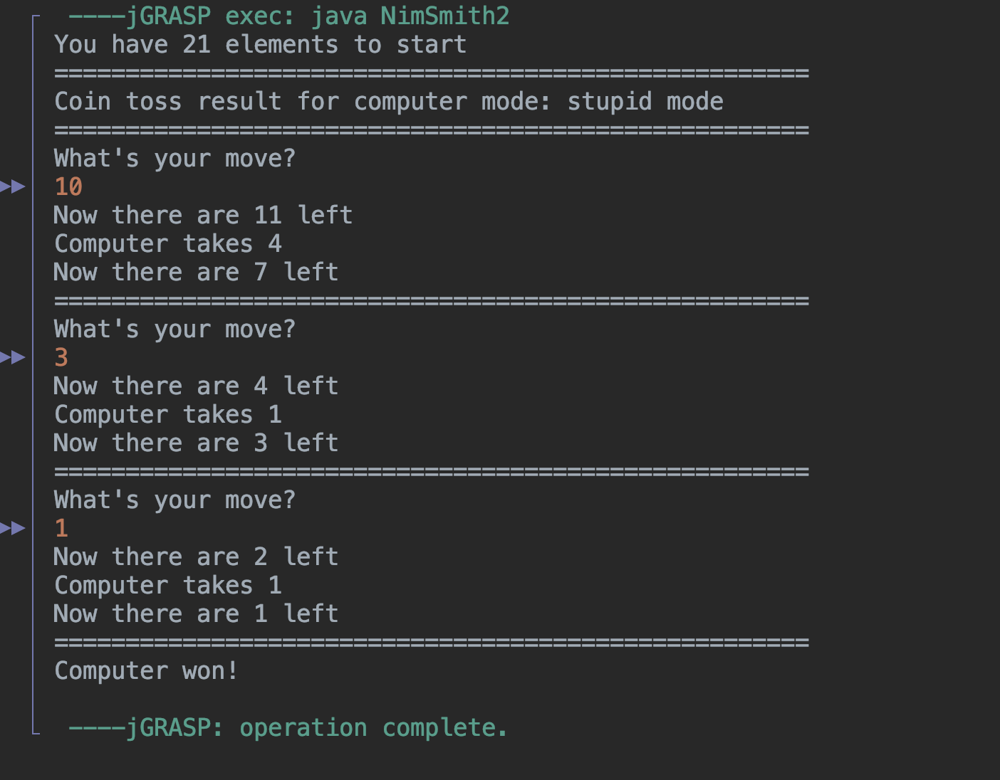 ----jGRASP exec: java NimSmith2
You have 21 elements to start
=====================================================
Coin toss result for computer mode: stupid mode
=====================================================
What's your move?
10
Now there are 11 left
Computer takes 4
Now there are 7 left
=====================================================
What's your move?
3
Now there are 4 left
Computer takes 1
Now there are 3 left
=====================================================
What's your move?
1
Now there are 2 left
Computer takes 1
Now there are 1 left
=====================================================
Computer won!
----jGRASP: operation complete.